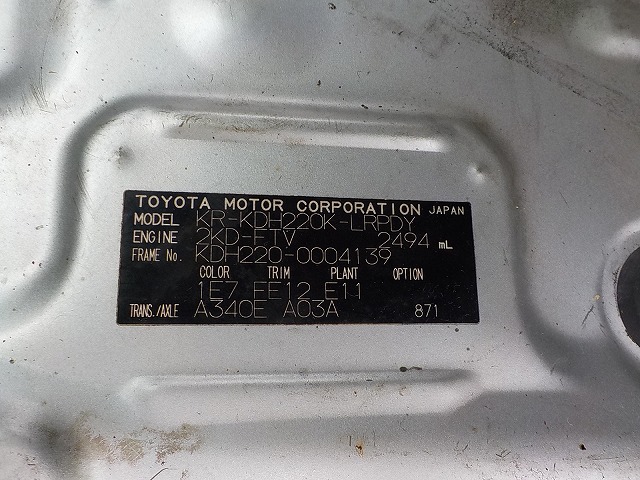 TOYOTA MOTOR CORPORATION JAPAN
MODEL KR-KDH220K-LRPDY
ENGINE 2KD-FTV 2494 mL
FRAME No. KDH220-0004139
COLOR TRIM PLANT OPTION
1E7 FE12 E11
TRANS./AXLE A340E A03A 871